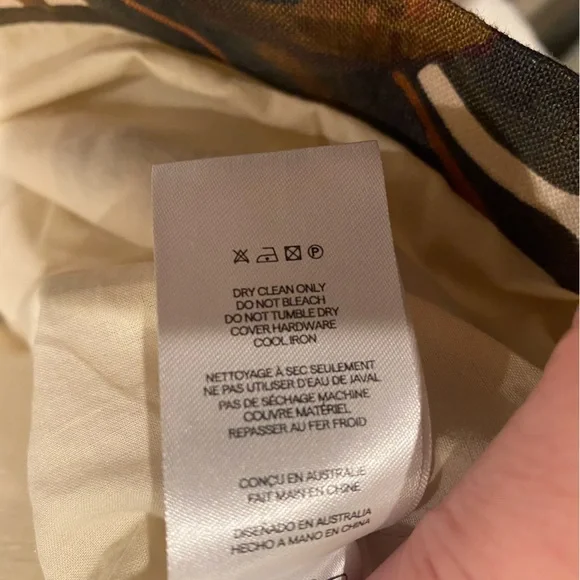 P
DRY CLEAN ONLY
DO NOT BLEACH
DO NOT TUMBLE DRY
COVER HARDWARE
COOL IRON
NETTOYAGE À SEC SEULEMENT
NE PAS UTILISER D'EAU DE JAVAL
PAS DE SÉCHAGE MACHINE
COUVRE MATÉRIEL
REPASSER AU FER FROID
CONÇU EN AUSTRALIE
FAIT MAIN EN CHINE
DISEÑADO EN AUSTRALIA
HECHO A MANO EN CHINA